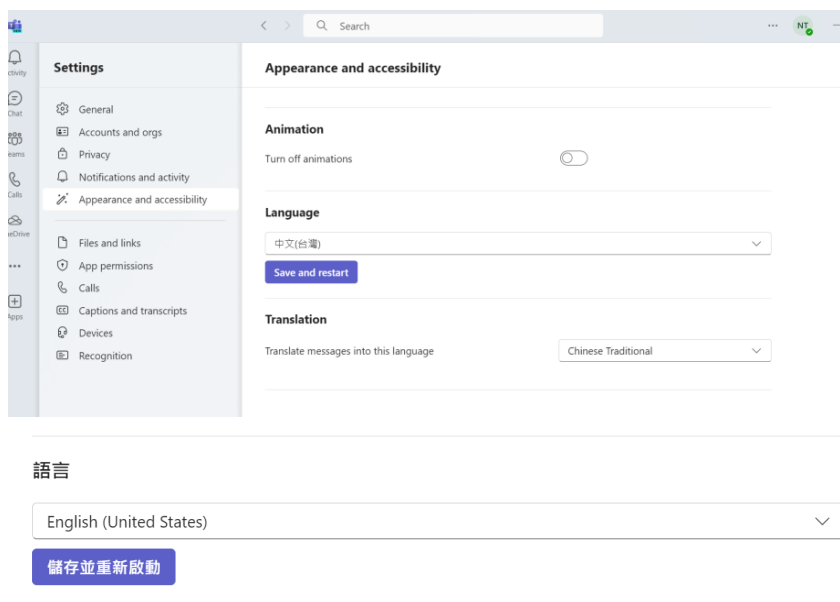 Search
NT
Settings
Appearance and accessibility
Chat
Calls
General
Accounts and orgs
Privacy
Notifications and activity
Appearance and accessibility
Files and links
App permissions
Calls
Captions and transcripts
Devices
Recognition
Animation
Turn off animations
Language
中文(台灣)
Save and restart
Translation
Translate messages into this language
Chinese Traditional
語言
English (United States)
儲存並重新啟動